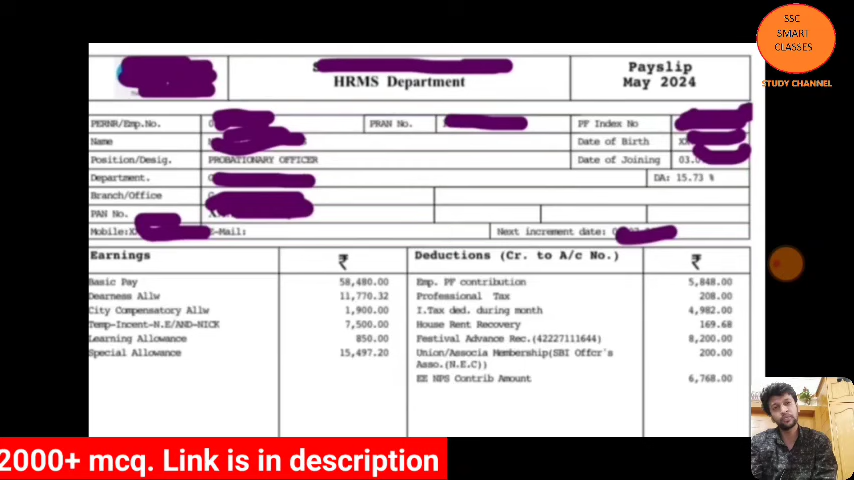 SSC
SMART
CLASSES
STUDY CHANNEL
HRMS Department
Payslip
May 2024
PERNR/Emp.No. PRAN No. PF Index No
Name Date of Birth
Position/Desig. PROBATIONARY OFFICER Date of Joining 03.
Department. DA: 15.73 %
Branch/Office
PAN No.
Mobile: E-Mail: Next increment date:
Earnings ₹ Deductions (Cr. to A/c No.) ₹
Basic Pay 58,480.00 Emp. PF contribution 5,848.00
Dearness Allw 11,770.32 Professional Tax 208.00
City Compensatory Allw 1,900.00 I.Tax ded. during month 4,982.00
Temp-Incent-N.E/AND-NICK 7,500.00 House Rent Recovery 169.68
Learning Allowance 850.00 Festival Advance Rec.(42227111644) 8,200.00
Special Allowance 15,497.20 Union/Associa Membership(SBI Offcr's 200.00
Asso.(N.E.C))
EE NPS Contrib Amount 6,768.00
2000+ mcq. Link is in description